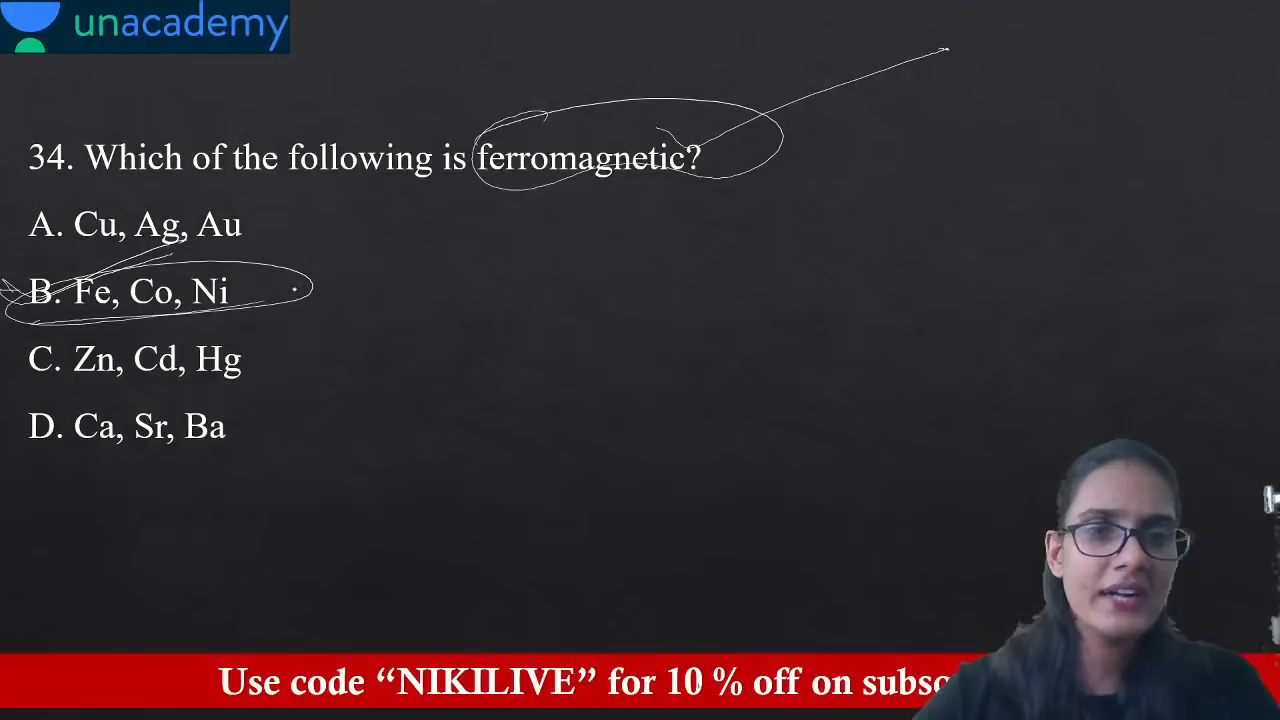 unacademy
34. Which of the following is ferromagnetic?
A. Cu, Ag, Au
B. Fe, Co, Ni
C. Zn, Cd, Hg
D. Ca, Sr, Ba
Use code “NIKILIVE” for 10 % off on